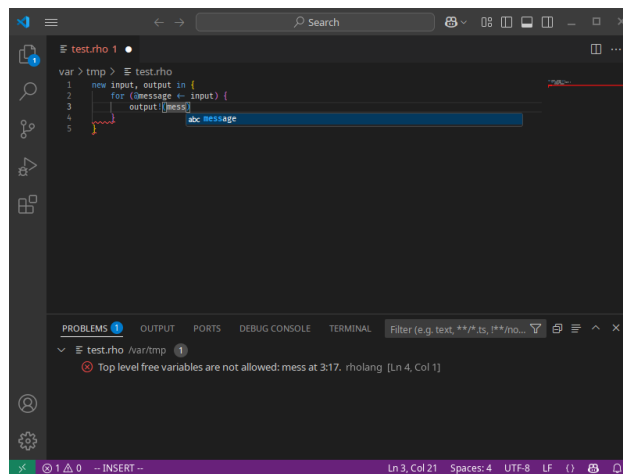 Search
test.rho 1
var > tmp > test.rho
1 new input, output in {
2 for (@message <- input) {
3 output!(mess)
abc message
4 }
5 }
PROBLEMS 1 OUTPUT PORTS DEBUG CONSOLE TERMINAL Filter (e.g. text, **/*.ts, !**/no...
test.rho /var/tmp 1
Top level free variables are not allowed: mess at 3:17. rholang [Ln 4, Col 1]
1 0 -- INSERT -- Ln 3, Col 21 Spaces: 4 UTF-8 LF {}